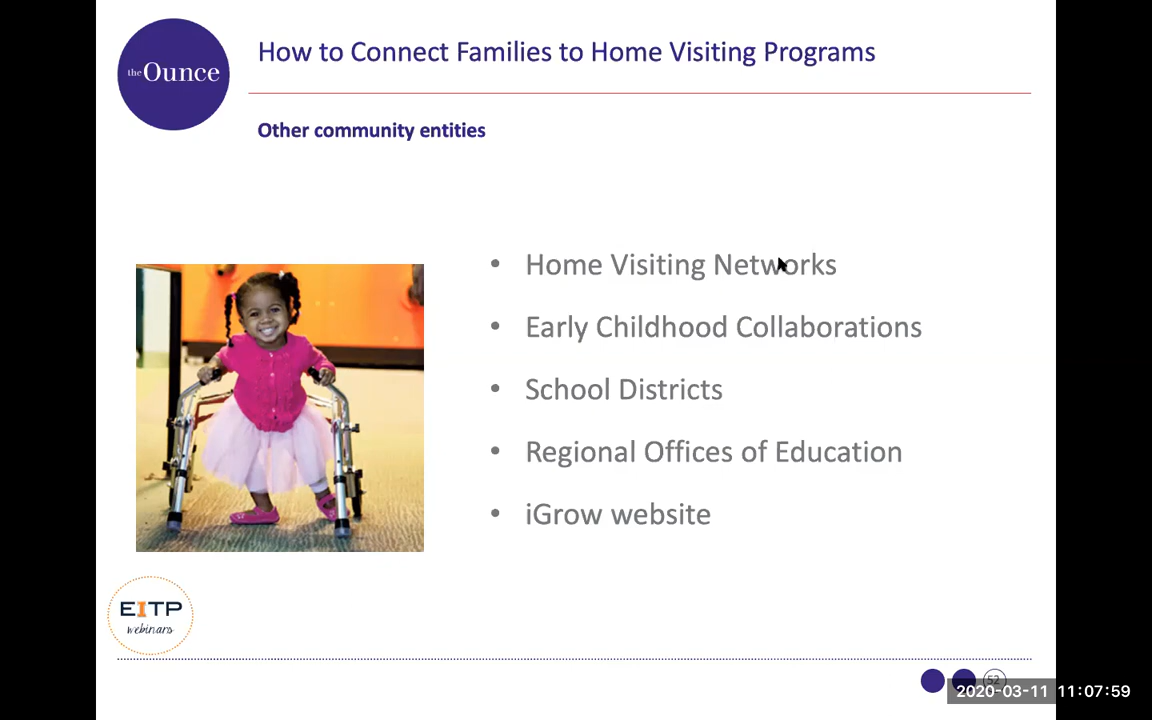 the Ounce
How to Connect Families to Home Visiting Programs
Other community entities
• Home Visiting Networks
• Early Childhood Collaborations
• School Districts
• Regional Offices of Education
• iGrow website
EITP
webinars
52
2020-03-11 11:07:59